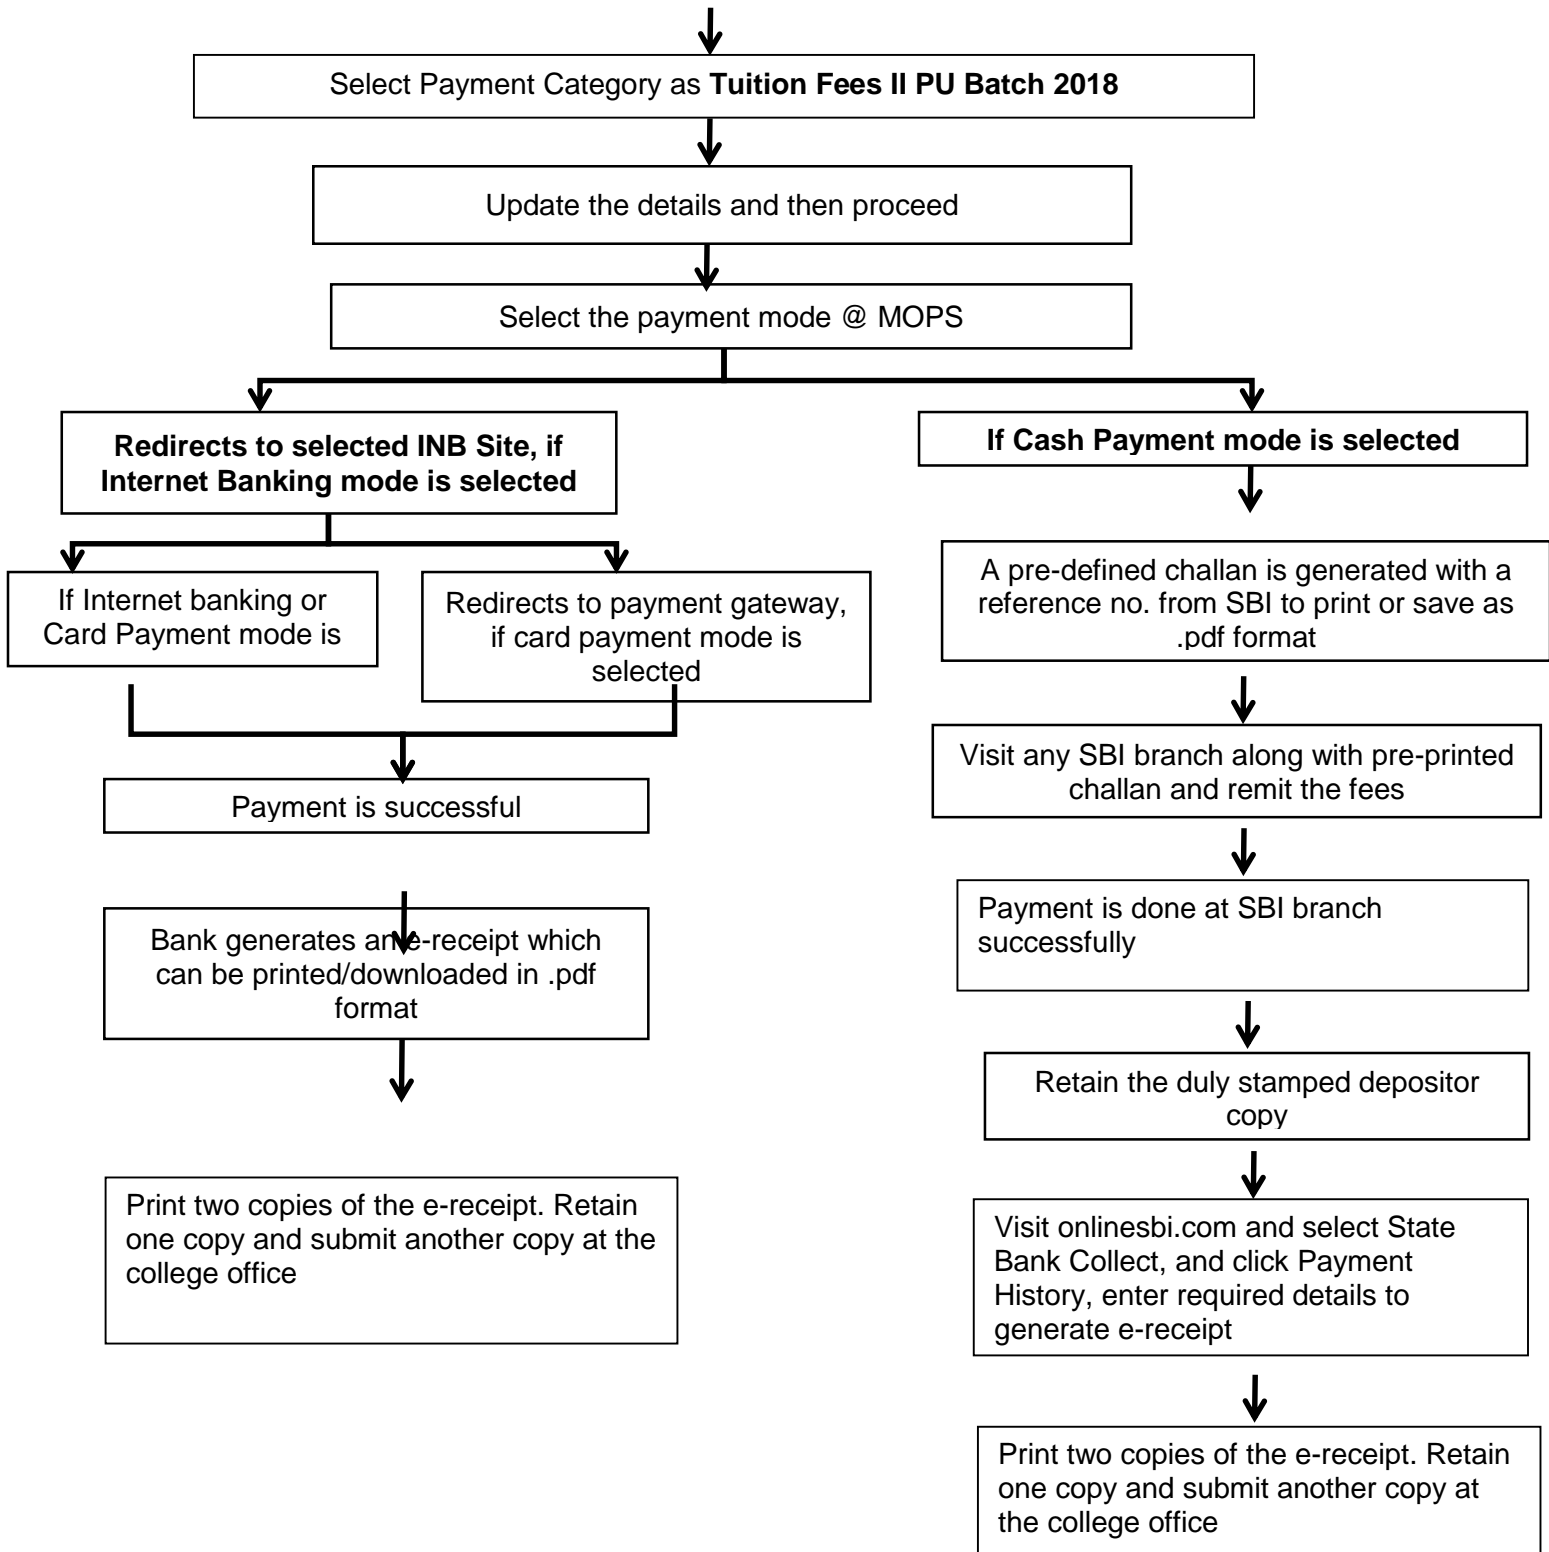 Select Payment Category as Tuition Fees II PU Batch 2018
Update the details and then proceed
Select the payment mode @ MOPS
Redirects to selected INB Site, if
Internet Banking mode is selected
If Internet banking or
Card Payment mode is
Redirects to payment gateway,
if card payment mode is
selected
Payment is successful
Bank generates an e-receipt which
can be printed/downloaded in .pdf
format
Print two copies of the e-receipt. Retain
one copy and submit another copy at the
college office
If Cash Payment mode is selected
A pre-defined challan is generated with a
reference no. from SBI to print or save as
.pdf format
Visit any SBI branch along with pre-printed
challan and remit the fees
Payment is done at SBI branch
successfully
Retain the duly stamped depositor
copy
Visit onlinesbi.com and select State
Bank Collect, and click Payment
History, enter required details to
generate e-receipt
Print two copies of the e-receipt. Retain
one copy and submit another copy at
the college office